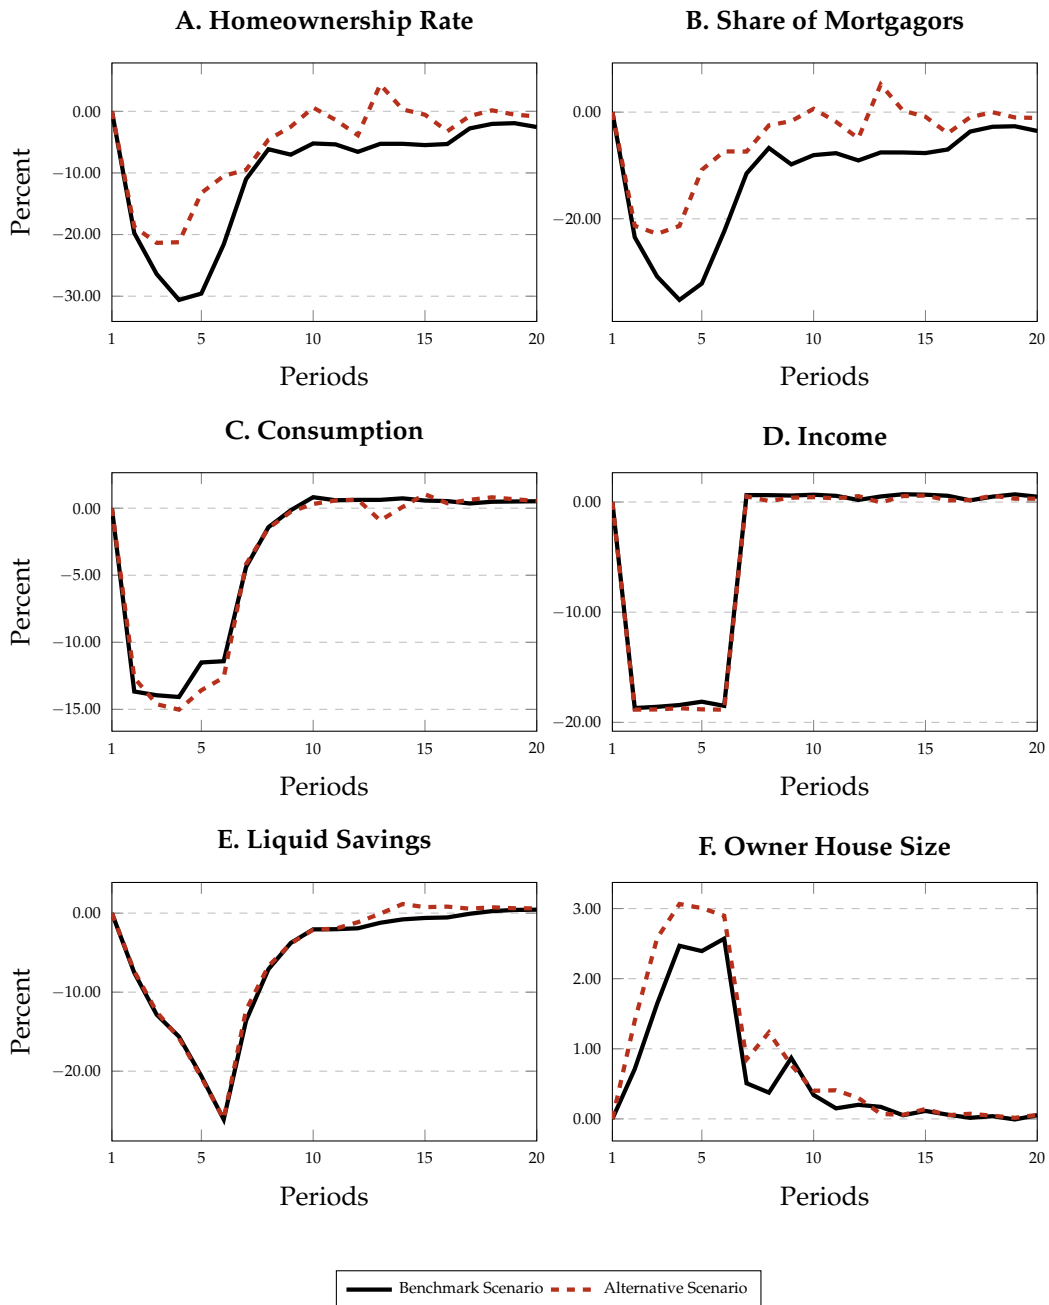 A. Homeownership Rate
B. Share of Mortgagors
0.00
−10.00
−20.00
−30.00
Percent
1 5 10 15 20
Periods
0.00
−20.00
1 5 10 15 20
Periods
C. Consumption
D. Income
0.00
−5.00
−10.00
−15.00
Percent
1 5 10 15 20
Periods
0.00
−10.00
−20.00
1 5 10 15 20
Periods
E. Liquid Savings
F. Owner House Size
0.00
−10.00
−20.00
Percent
1 5 10 15 20
Periods
3.00
2.00
1.00
0.00
1 5 10 15 20
Periods
Benchmark Scenario Alternative Scenario